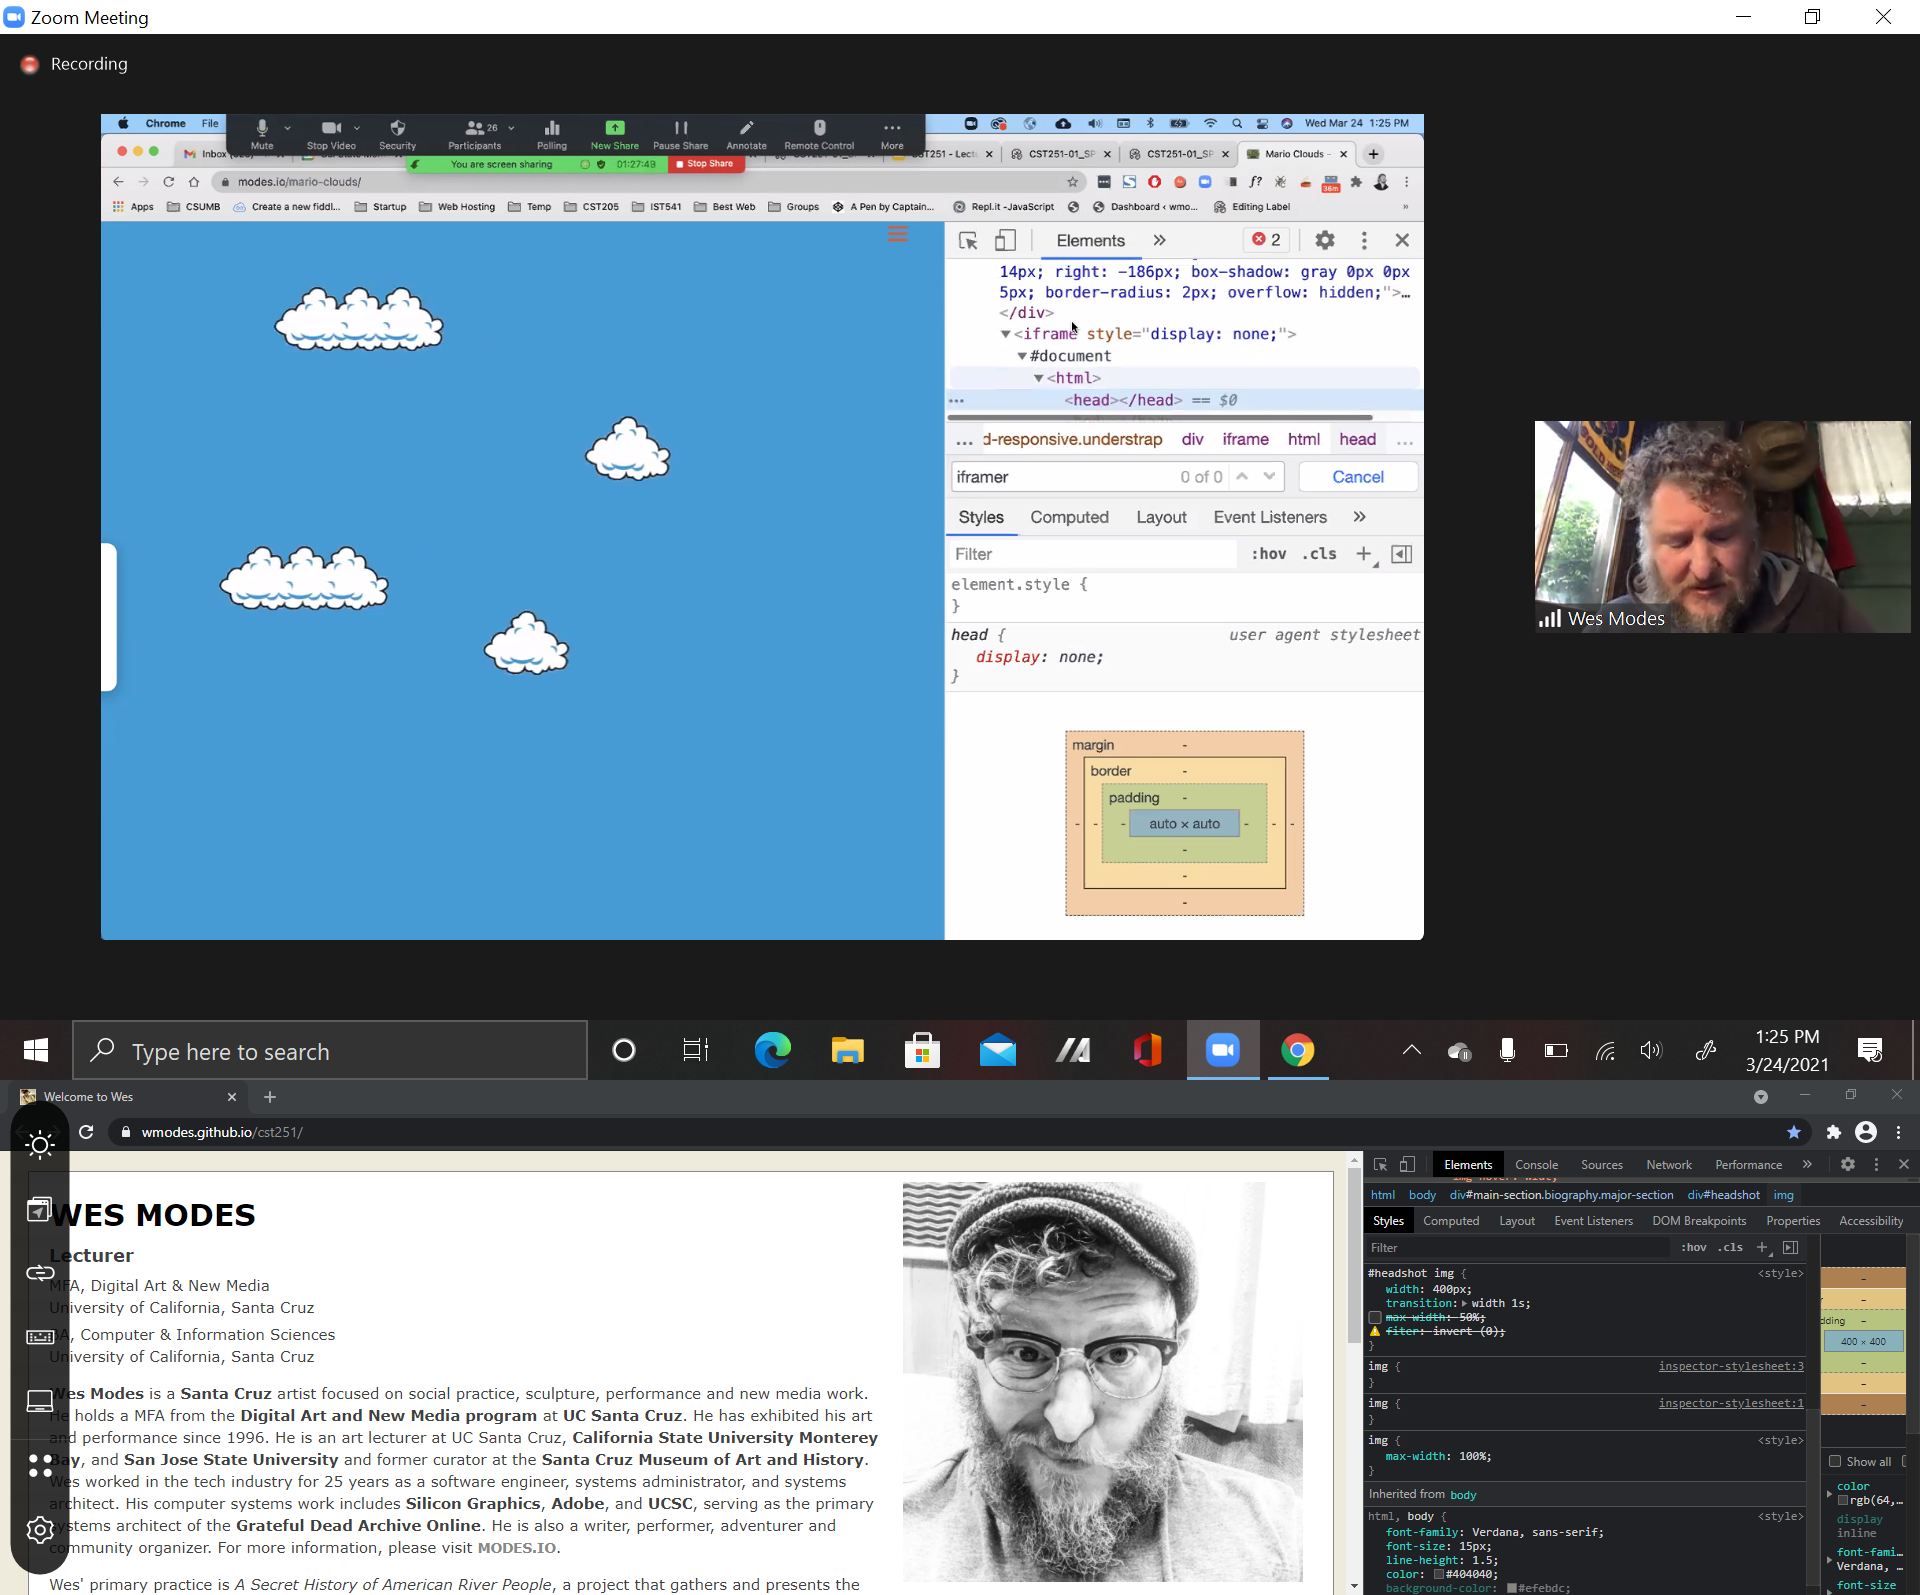 Zoom Meeting
Recording
Chrome File
Mute Stop Video Security Participants 26 Polling New Share Pause Share Annotate Remote Control More
Wed Mar 24 1:25 PM
You are screen sharing 01:27:49 Stop Share
Inbox
CST251 - Lect
CST251-01_SP
CST251-01_SP
Mario Clouds -
modes.io/mario-clouds/
36m
Apps CSUMB Create a new fiddl... Startup Web Hosting Temp CST205 IST541 Best Web Groups A Pen by Captain... Repl.it -JavaScript Dashboard ‹ wmo... Editing Label »
Elements » 2
14px; right: -186px; box-shadow: gray 0px 0px
5px; border-radius: 2px; overflow: hidden;">…
</div>
<iframe style="display: none;">
#document
<html>
<head></head> == $0
... d-responsive.understrap div iframe html head ...
iframer 0 of 0 Cancel
Styles Computed Layout Event Listeners »
Filter :hov .cls +
element.style {
}
head { user agent stylesheet
display: none;
}
margin -
border -
padding -
- - - auto × auto - - -
-
-
-
Wes Modes
Type here to search
1:25 PM
3/24/2021
Welcome to Wes
wmodes.github.io/cst251/
WES MODES
Lecturer
MFA, Digital Art & New Media
University of California, Santa Cruz
BA, Computer & Information Sciences
University of California, Santa Cruz
Wes Modes is a Santa Cruz artist focused on social practice, sculpture, performance and new media work.
He holds a MFA from the Digital Art and New Media program at UC Santa Cruz. He has exhibited his art
and performance since 1996. He is an art lecturer at UC Santa Cruz, California State University Monterey
Bay, and San Jose State University and former curator at the Santa Cruz Museum of Art and History.
Wes worked in the tech industry for 25 years as a software engineer, systems administrator, and systems
architect. His computer systems work includes Silicon Graphics, Adobe, and UCSC, serving as the primary
systems architect of the Grateful Dead Archive Online. He is also a writer, performer, adventurer and
community organizer. For more information, please visit MODES.IO.
Wes' primary practice is A Secret History of American River People, a project that gathers and presents the
Elements Console Sources Network Performance »
html body div#main-section.biography.major-section div#headshot img
Styles Computed Layout Event Listeners DOM Breakpoints Properties Accessibility
Filter :hov .cls +
#headshot img { <style>
width: 400px;
transition: width 1s;
max-width: 50%;
fiter: invert (0);
}
img { inspector-stylesheet:3
}
img { inspector-stylesheet:1
}
img { <style>
max-width: 100%;
}
Inherited from body
html, body { <style>
font-family: Verdana, sans-serif;
font-size: 15px;
line-height: 1.5;
color: #404040;
background-color: #efebdc;
dding
400 × 400
Show all
color
rgb(64,...
display
inline
font-fami...
Verdana, ...
font-size